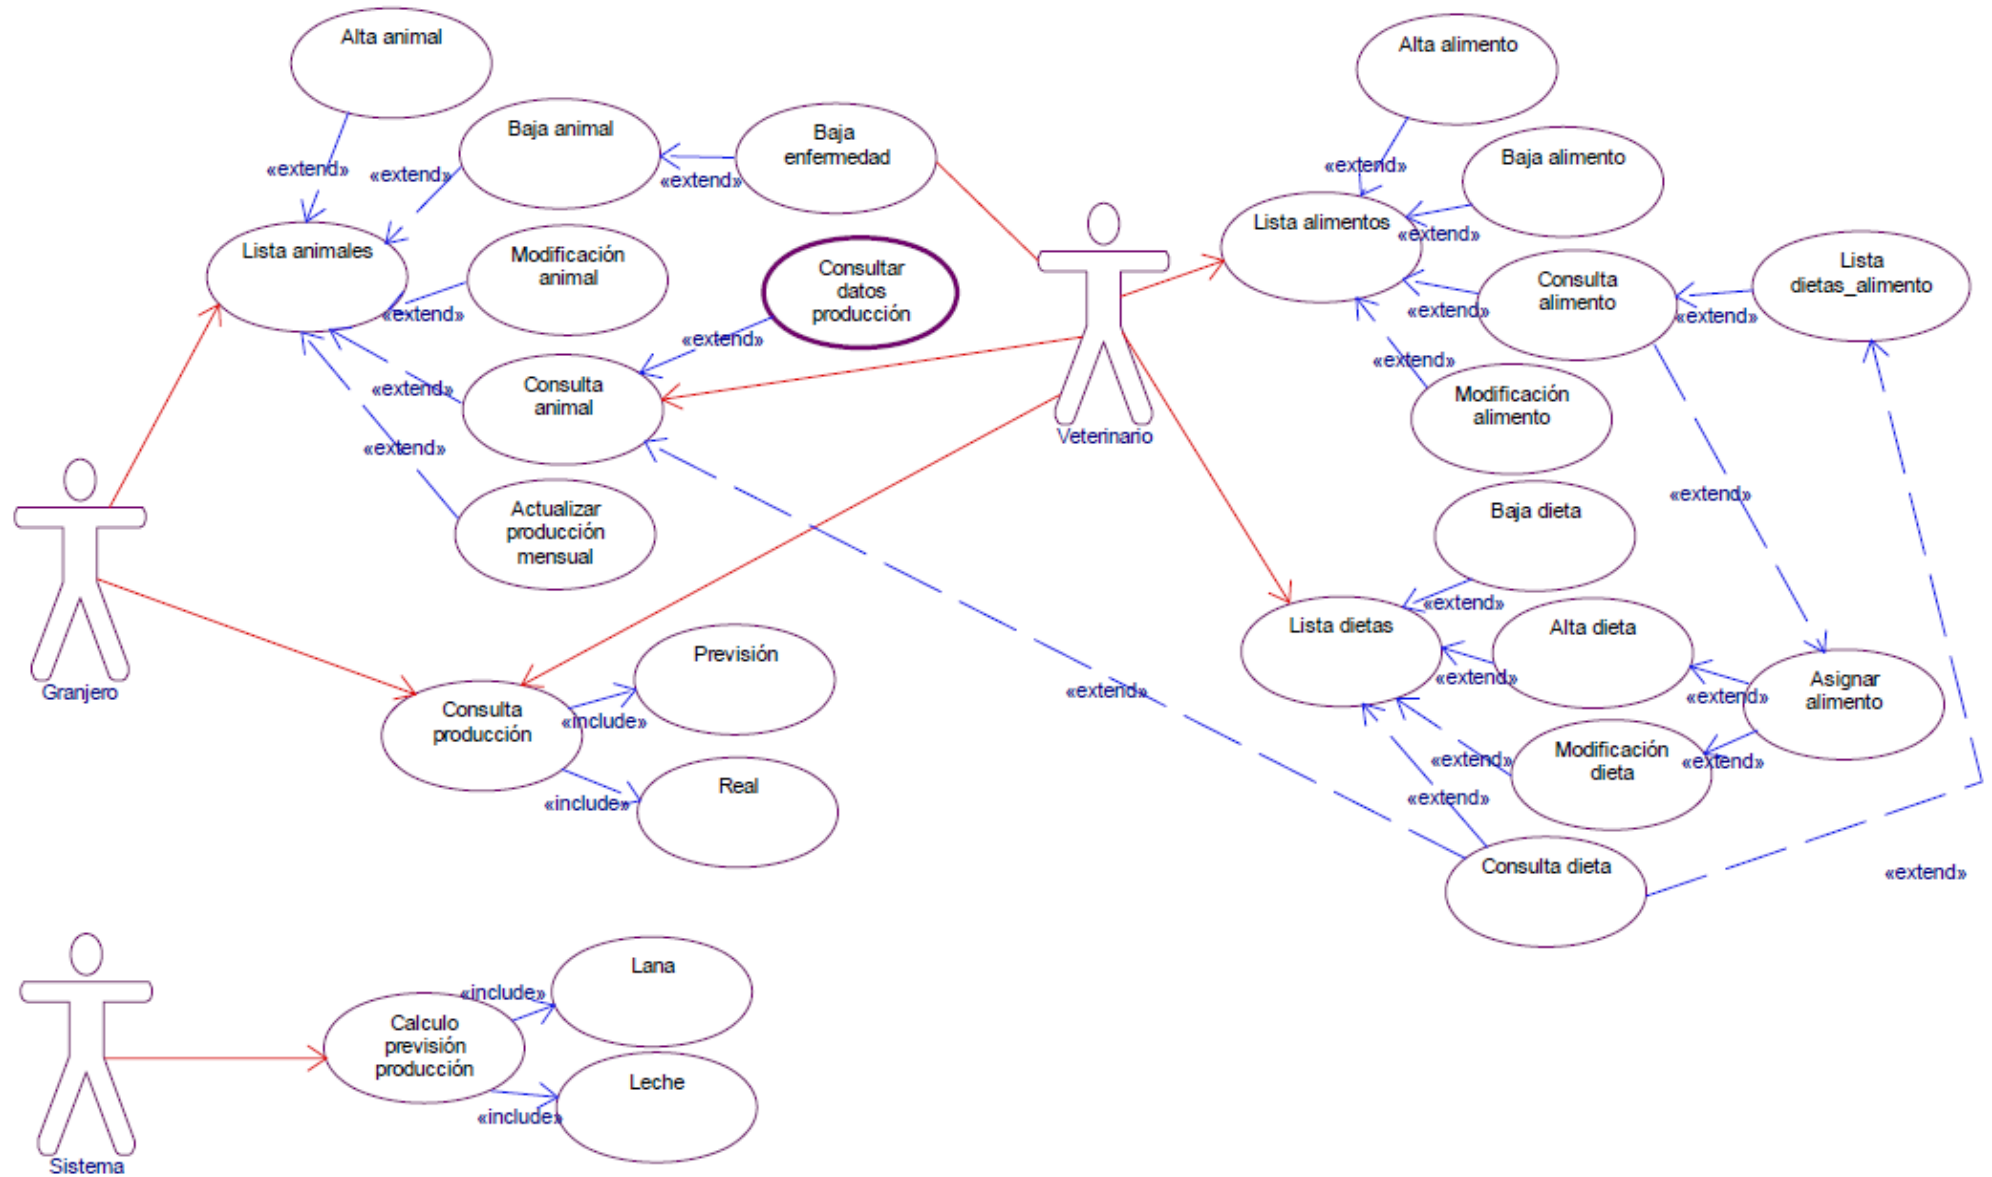 Alta animal
«extend»
Baja animal
«extend»
Baja
enfermedad
«extend»
Lista animales
Modificación
animal
«extend»
Consultar
datos
producción
«extend»
Consulta
animal
«extend»
«extend»
Actualizar
producción
mensual
Granjero
Veterinario
Alta alimento
«extend»
Baja alimento
Lista alimentos
«extend»
Consulta
alimento
«extend»
Lista
dietas_alimento
«extend»
«extend»
Modificación
alimento
«extend»
Baja dieta
«extend»
Lista dietas
Alta dieta
«extend»
Asignar
alimento
«extend»
Modificación
dieta
«extend»
«extend»
«extend»
Consulta dieta
«extend»
«extend»
Consulta
producción
Previsión
«include»
Real
«include»
Sistema
Calculo
previsión
producción
«include»
Lana
«include»
Leche